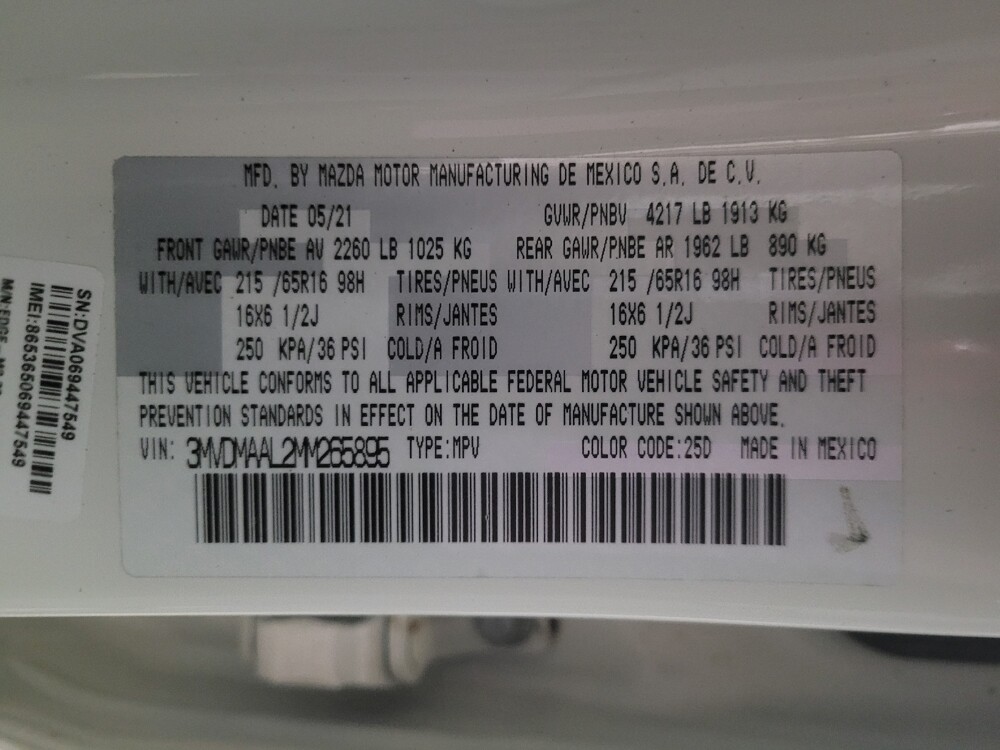 MFD. BY MAZDA MOTOR MANUFACTURING DE MEXICO S.A. DE C.V.
DATE 05/21 GVWR/PNBV 4217 LB 1913 KG
FRONT GAWR/PNBE AV 2260 LB 1025 KG REAR GAWR/PNBE AR 1962 LB 890 KG
WITH/AVEC 215 /65R16 98H TIRES/PNEUS WITH/AVEC 215 /65R16 98H TIRES/PNEUS
16X6 1/2J RIMS/JANTES 16X6 1/2J RIMS/JANTES
250 KPA/36 PSI COLD/A FROID 250 KPA/36 PSI COLD/A FROID
THIS VEHICLE CONFORMS TO ALL APPLICABLE FEDERAL MOTOR VEHICLE SAFETY AND THEFT
PREVENTION STANDARDS IN EFFECT ON THE DATE OF MANUFACTURE SHOWN ABOVE.
VIN: 3MVDMAAL2MM265895 TYPE:MPV COLOR CODE:25D MADE IN MEXICO
SN:DVA069447549
IMEI:865365069447549